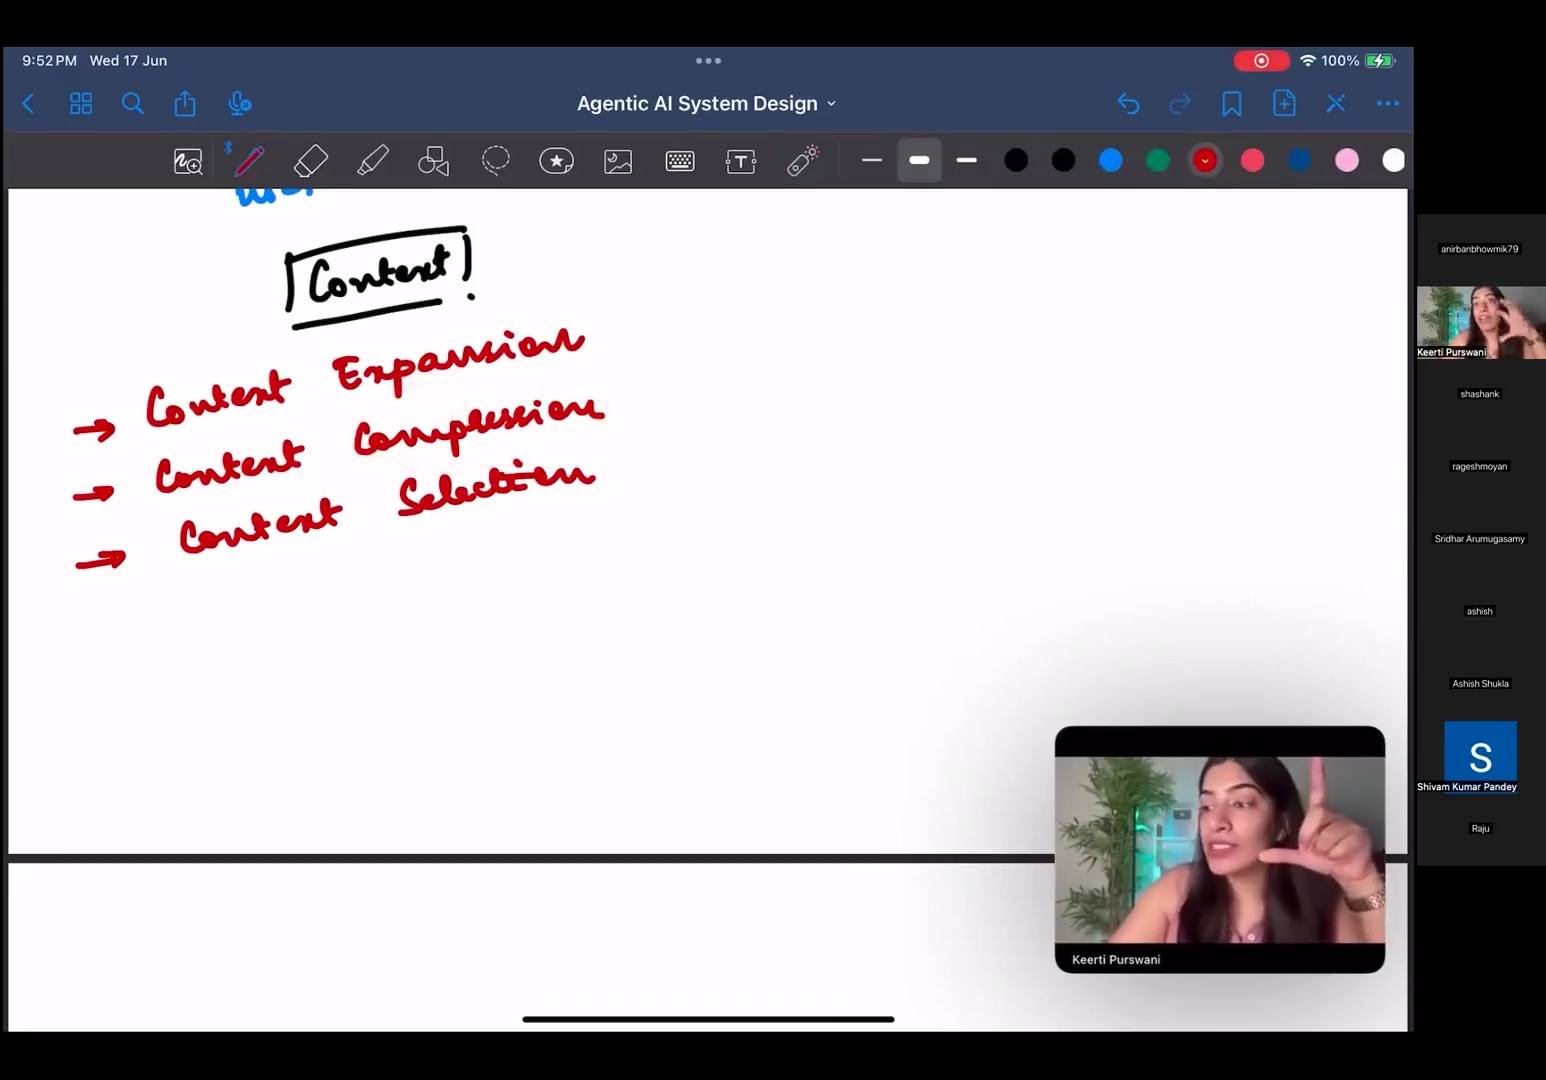 9:52 PM Wed 17 Jun
100%
Agentic AI System Design
T
Context
→ Context Expansion
→ Context Compression
→ Context Selection
Keerti Purswani
anirbanbhowmik79
Keerti Purswani
shashank
rageshmoyan
Sridhar Arumugasamy
ashish
Ashish Shukla
S
Shivam Kumar Pandey
Raju